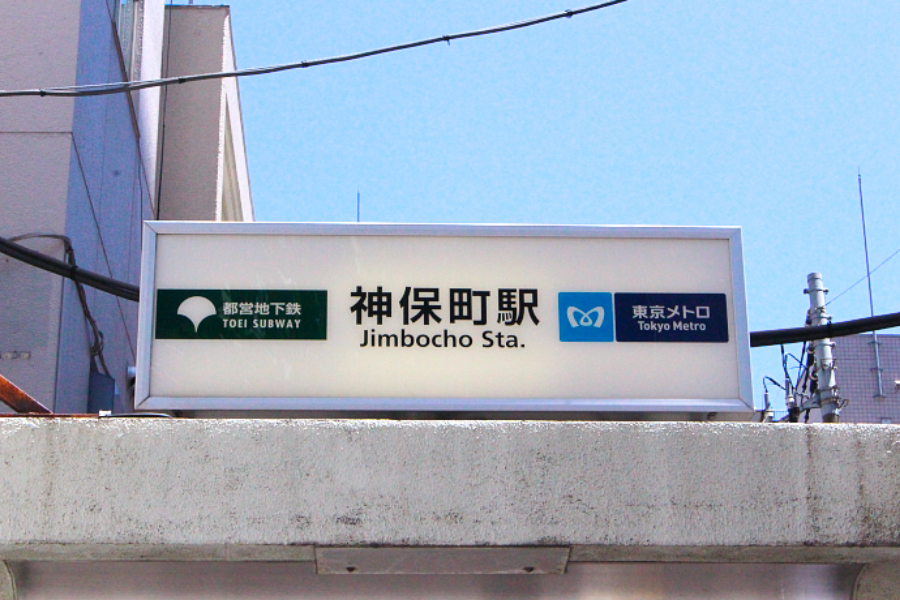 都営地下鉄
TOEI SUBWAY
神保町駅
Jimbocho Sta.
東京メトロ
Tokyo Metro